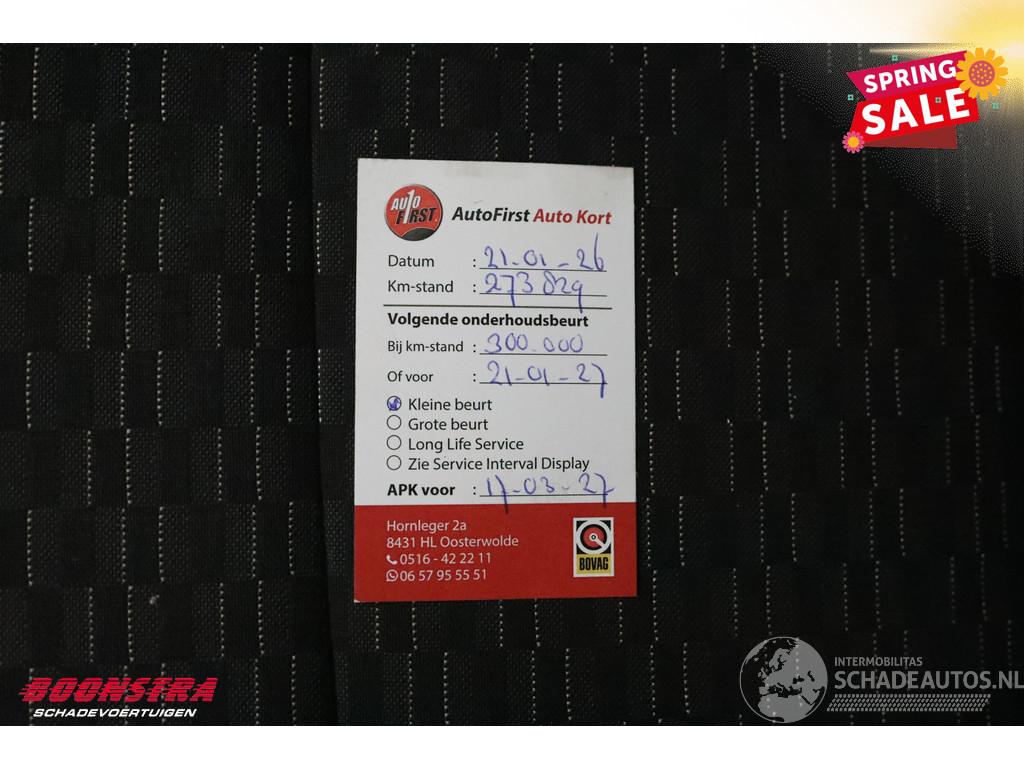 SPRING
SALE
AUTO
FIRST
AutoFirst Auto Kort
Datum : 21-01-26
Km-stand : 273 829
Volgende onderhoudsbeurt
Bij km-stand : 300.000
Of voor : 21-01-27
Kleine beurt
Grote beurt
Long Life Service
Zie Service Interval Display
APK voor : 17-03-27
Hornleger 2a
8431 HL Oosterwolde
0516 - 42 22 11
06 57 95 55 51
BOVAG
BOONSTRA
SCHADEVOERTUIGEN
INTERMOBILITAS
SCHADEAUTOS.NL